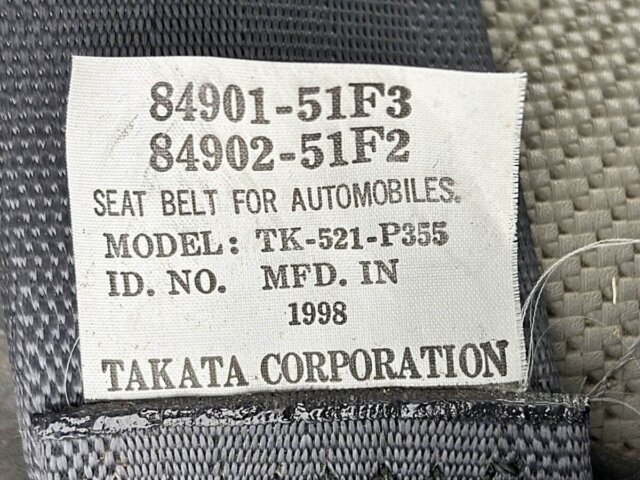 84901-51F3
84902-51F2
SEAT BELT FOR AUTOMOBILES.
MODEL: TK-521-P355
ID. NO. MFD. IN
1998
TAKATA CORPORATION